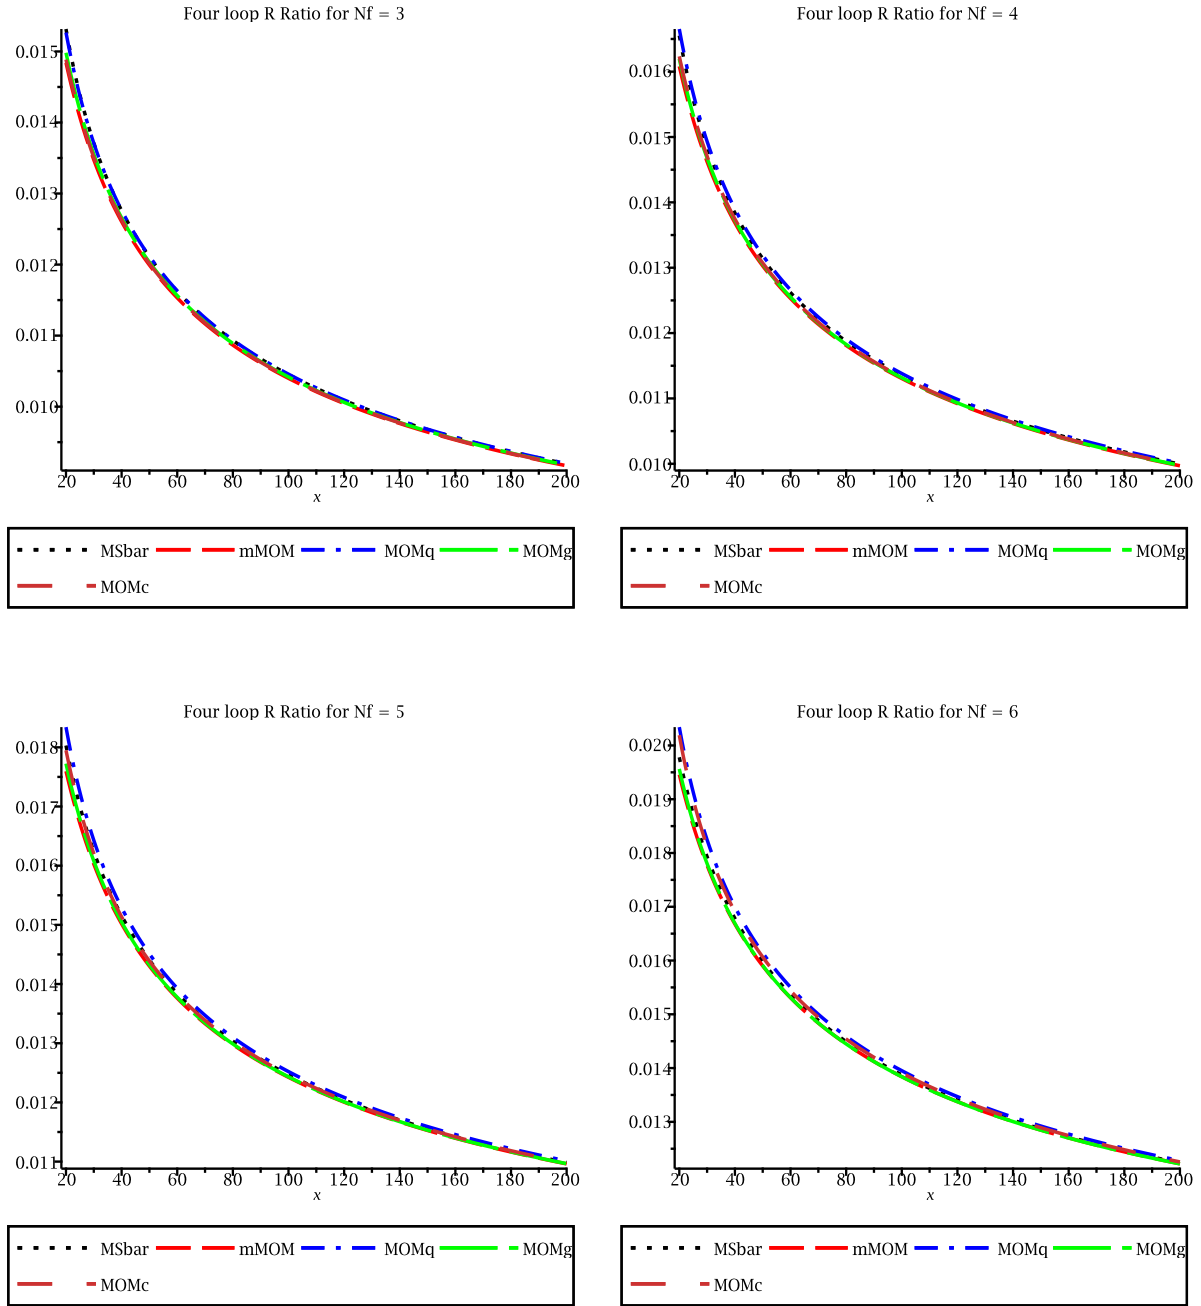 Four loop R Ratio for Nf = 3
0.015
0.014
0.013
0.012
0.011
0.010
20 40 60 80 100 120 140 160 180 200
x
MSbar mMOM MOMq MOMg
MOMc
Four loop R Ratio for Nf = 4
0.016
0.015
0.014
0.013
0.012
0.011
0.010
20 40 60 80 100 120 140 160 180 200
x
MSbar mMOM MOMq MOMg
MOMc
Four loop R Ratio for Nf = 5
0.018
0.017
0.016
0.015
0.014
0.013
0.012
0.011
20 40 60 80 100 120 140 160 180 200
x
MSbar mMOM MOMq MOMg
MOMc
Four loop R Ratio for Nf = 6
0.020
0.019
0.018
0.017
0.016
0.015
0.014
0.013
20 40 60 80 100 120 140 160 180 200
x
MSbar mMOM MOMq MOMg
MOMc